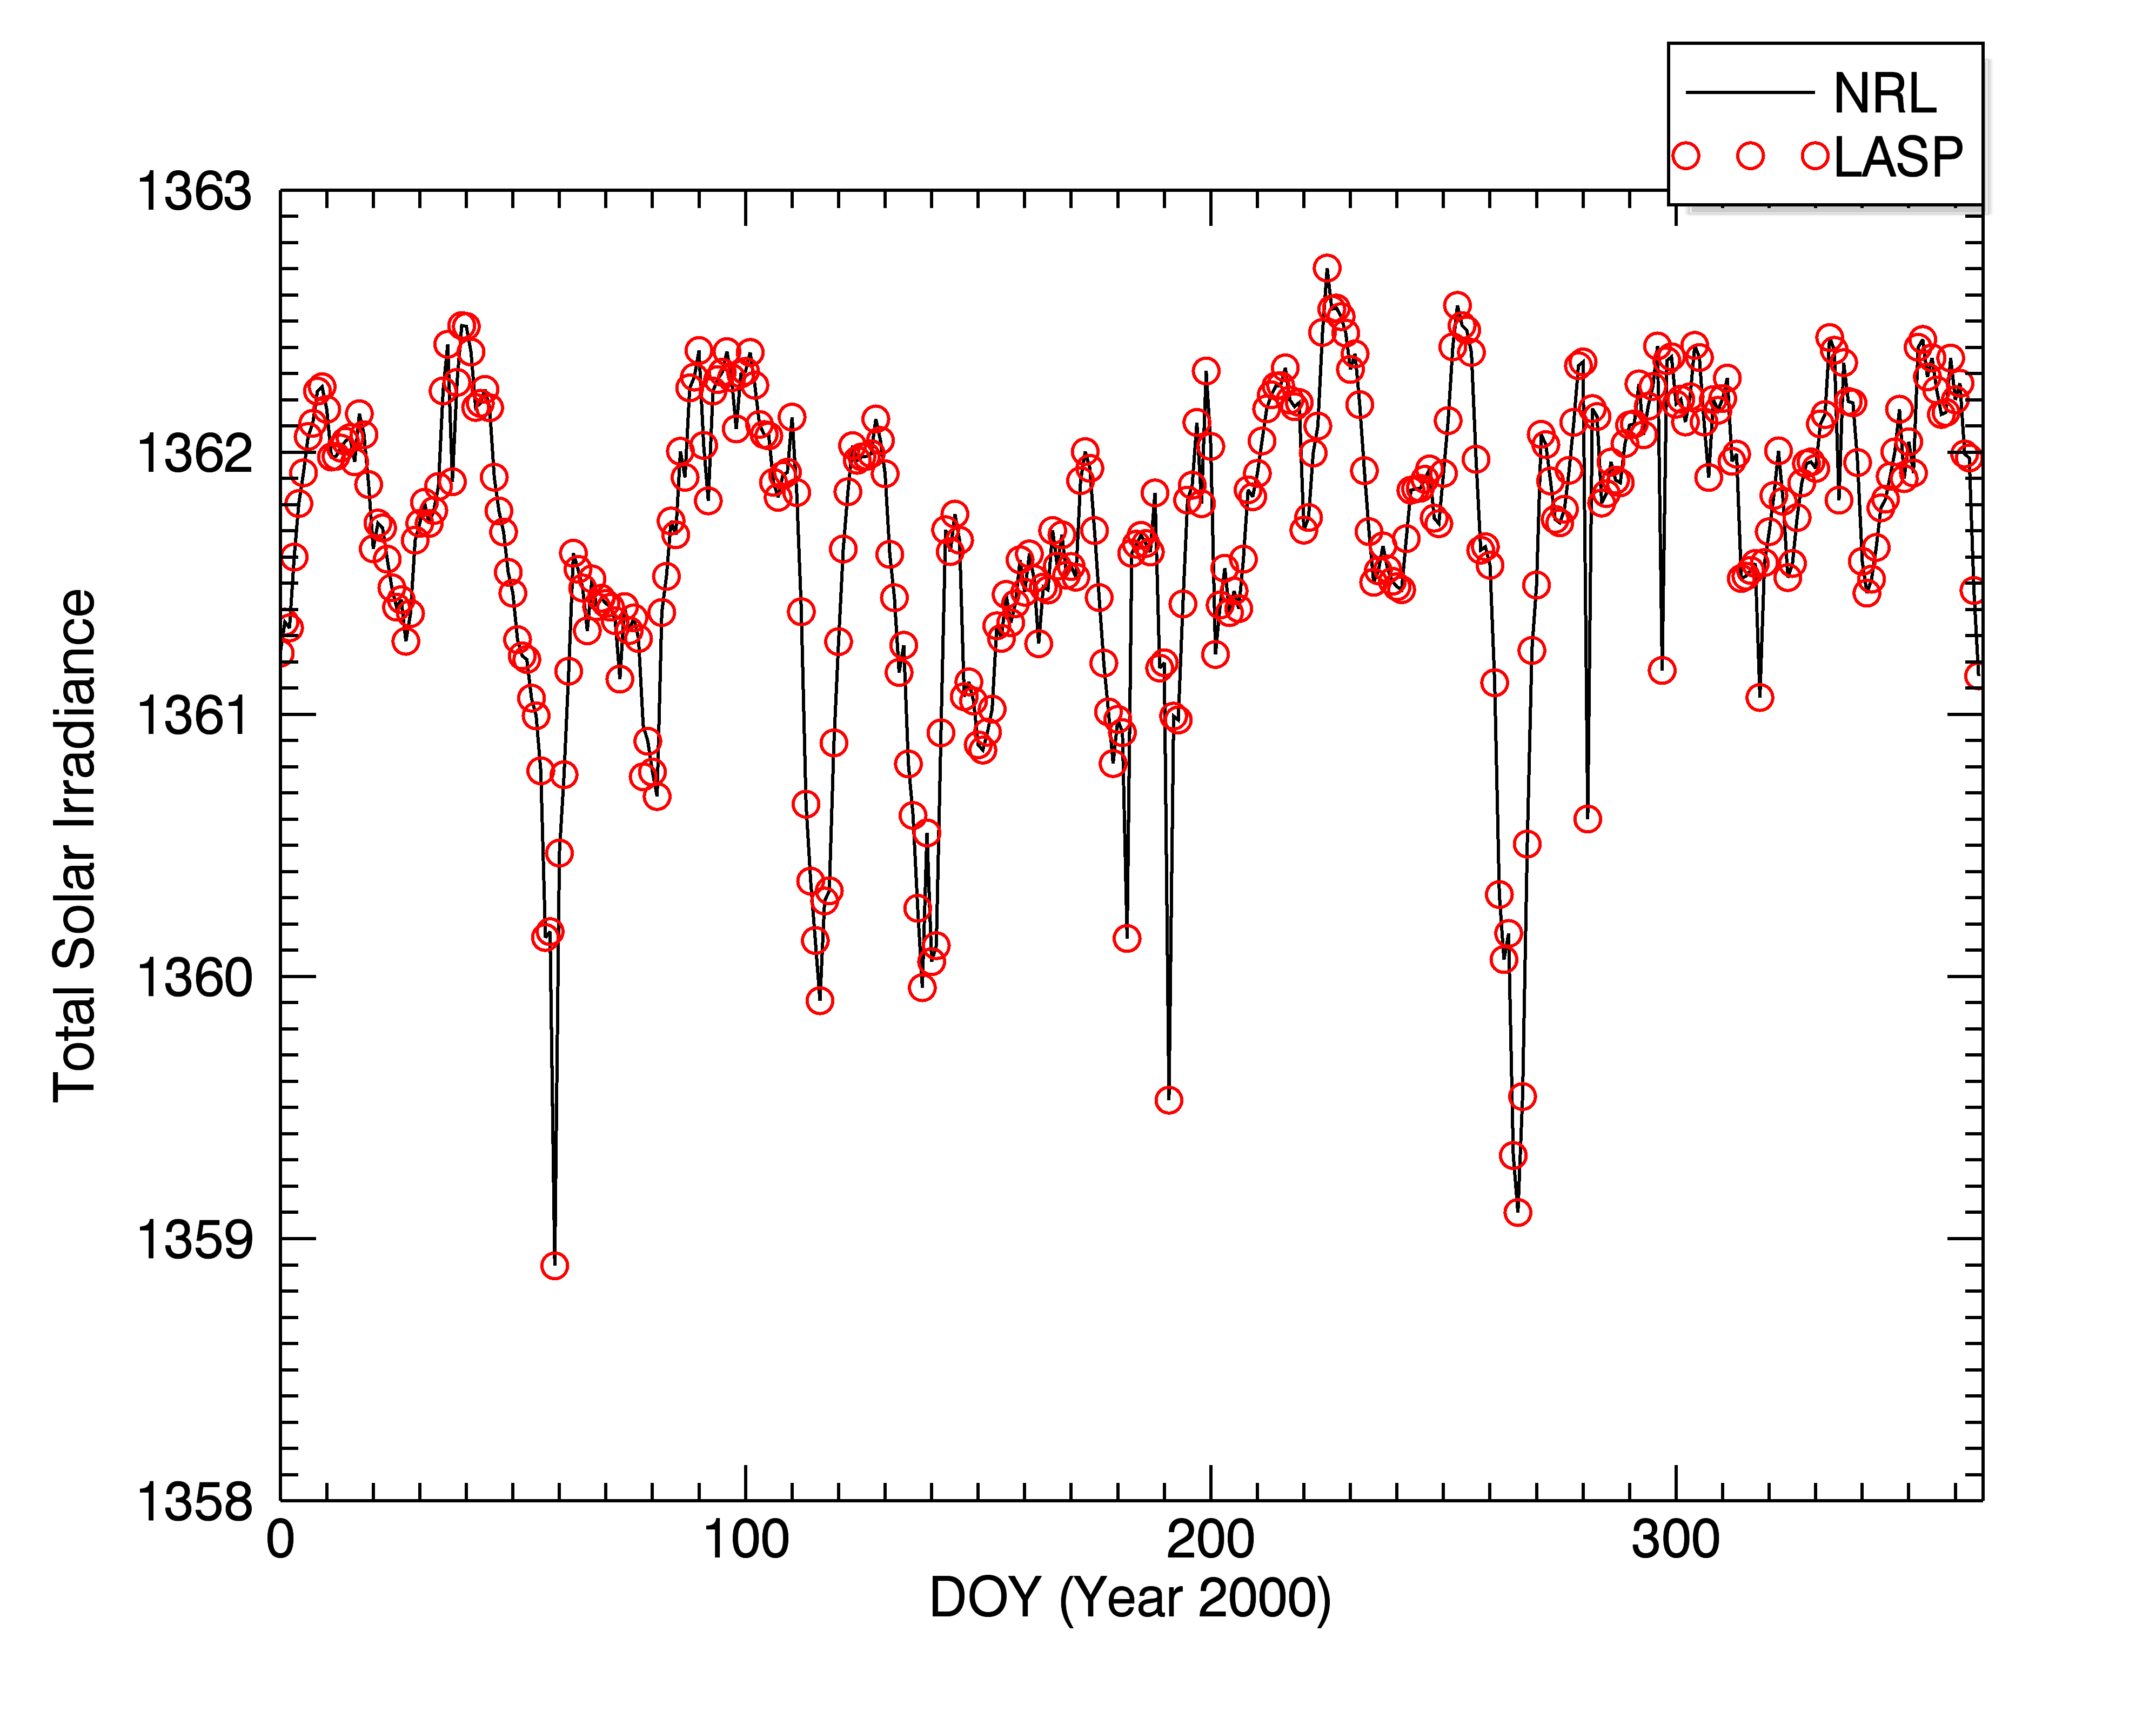 NRL
LASP
1363
1362
1361
1360
1359
1358
Total Solar Irradiance
0 100 200 300
DOY (Year 2000)